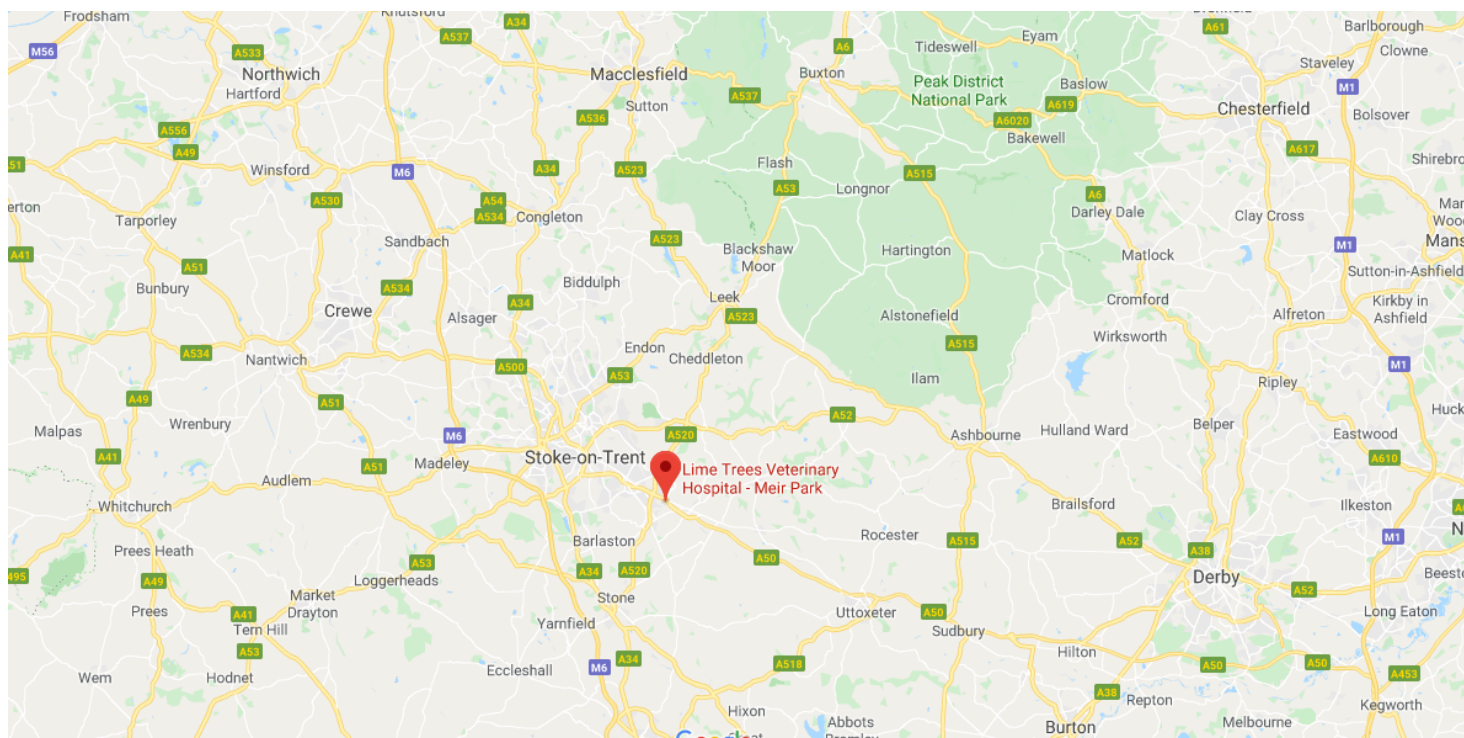 Frodsham
Knutsford
A34
A61
Barlborough
A537
A6
Eyam
Clowne
M56
A533
Tideswell
Staveley
Northwich
Macclesfield
Buxton
Peak District
National Park
Baslow
M1
Hartford
Sutton
A537
A619
Chesterfield
Bolsover
A556
A536
A6020
Bakewell
A49
A617
A51
Winsford
M6
A34
A523
Flash
A515
A53
Longnor
A6
A530
A54
A534
Congleton
Darley Dale
Clay Cross
Tarporley
Sandbach
A523
M1
A41
A51
Blackshaw
Moor
Hartington
Matlock
Sutton-in-Ashfield
Bunbury
A534
Biddulph
Leek
Cromford
Kirkby in
Ashfield
Crewe
Alsager
A34
A523
Alstonefield
Alfreton
Wirksworth
A534
Nantwich
Endon
Cheddleton
A515
A500
A53
Ilam
M1
Ripley
A49
A51
A52
Wrenbury
Malpas
M6
A520
Ashbourne
Hulland Ward
Belper
Eastwood
A41
A51
Madeley
Stoke-on-Trent
Lime Trees Veterinary
Hospital - Meir Park
A610
Audlem
Whitchurch
Brailsford
Ilkeston
Prees Heath
Barlaston
Rocester
A515
A52
M1
A38
A53
A50
A495
A49
Loggerheads
A34
A520
Derby
A52
Market
Drayton
Stone
Prees
A41
Uttoxeter
A50
Long Eaton
Tern Hill
Yarnfield
Sudbury
A53
Hilton
Eccleshall
M6
A34
A518
A50
A50
A453
Wem
Hodnet
A38
Repton
Kegworth
Hixon
Abbots
Burton
Melbourne